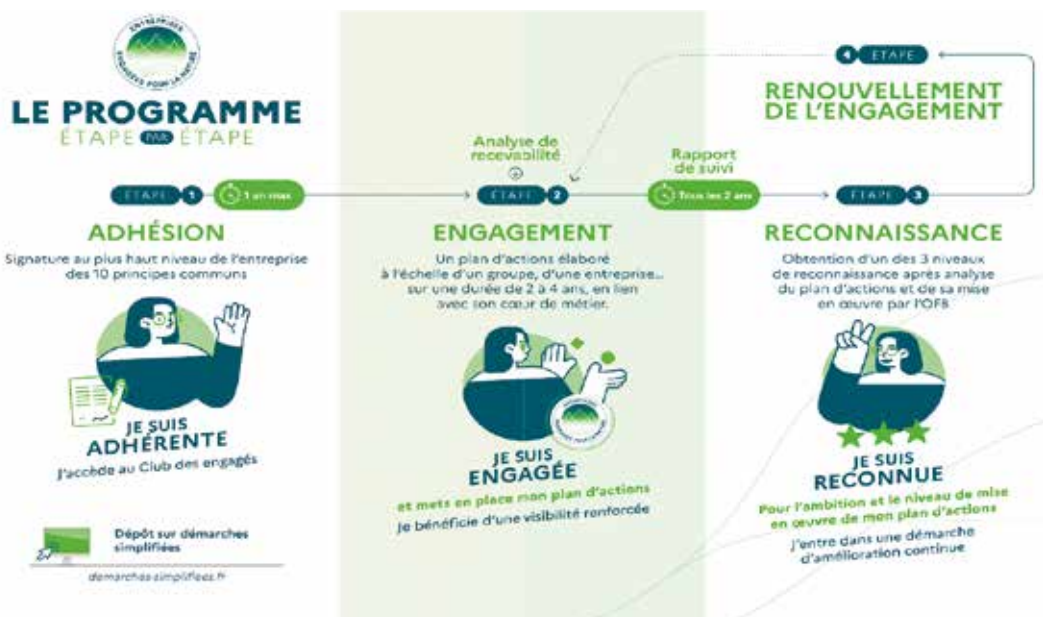 ENTREPRISES
ENGAGÉES POUR LA NATURE
LE PROGRAMME
ÉTAPE PAR ÉTAPE
ÉTAPE 1
1 an max
ADHÉSION
Signature au plus haut niveau de l'entreprise
des 10 principes communs
JE SUIS
ADHÉRENTE
J'accède au Club des engagés
Dépôt sur démarches
simplifiées
demarches-simplifiees.fr
Analyse de
recevabilité
ÉTAPE 2
ENGAGEMENT
Un plan d'actions élaboré
à l'échelle d'un groupe, d'une entreprise...
sur une durée de 2 à 4 ans, en lien
avec son cœur de métier.
JE SUIS
ENGAGÉE
et mets en place mon plan d'actions
Je bénéficie d'une visibilité renforcée
Rapport
de suivi
Tous les 2 ans
ÉTAPE 3
RECONNAISSANCE
Obtention d'un des 3 niveaux
de reconnaissance après analyse
du plan d'actions et de sa mise
en œuvre par l'OFB
JE SUIS
RECONNUE
Pour l'ambition et le niveau de mise
en œuvre de mon plan d'actions
J'entre dans une démarche
d'amélioration continue
4 ÉTAPE
RENOUVELLEMENT
DE L'ENGAGEMENT